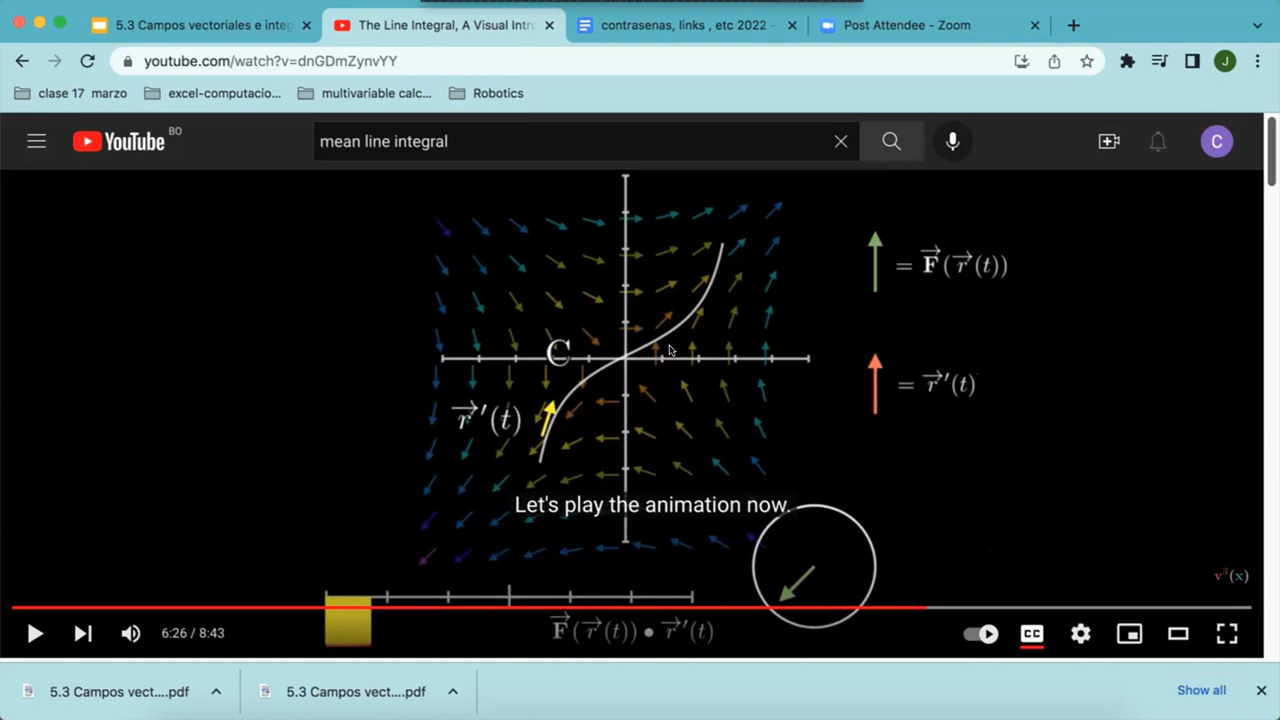 5.3 Campos vectoriales e integ
The Line Integral, A Visual Intro
contrasenas, links , etc 2022 -
Post Attendee - Zoom
youtube.com/watch?v=dnGDmZynvYY
J
clase 17 marzo
excel-computacio...
multivariable calc...
Robotics
YouTube BO
mean line integral
C
= F⃗(r⃗(t))
C
= r⃗′(t)
r⃗′(t)
Let's play the animation now.
v³(x)
F⃗(r⃗(t)) • r⃗′(t)
6:26 / 8:43
CC
5.3 Campos vect....pdf
5.3 Campos vect....pdf
Show all